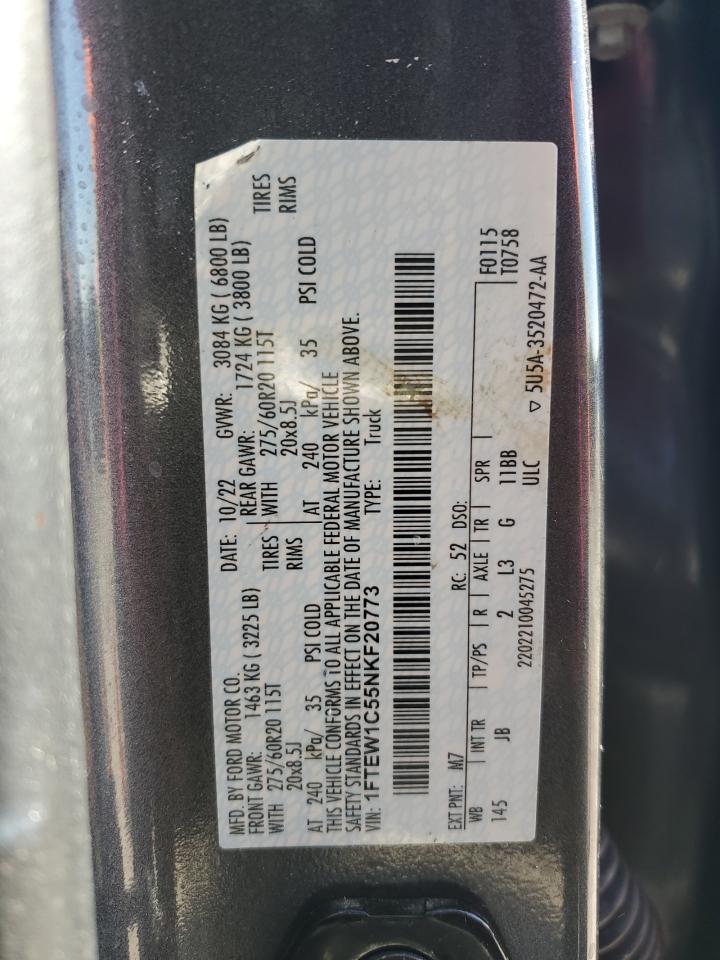 MFD. BY FORD MOTOR CO.
DATE: 10/22 GVWR: 3084 KG ( 6800 LB)
FRONT GAWR: 1463 KG ( 3225 LB)
REAR GAWR: 1724 KG ( 3800 LB)
WITH 275/60R20 115T TIRES
WITH 275/60R20 115T TIRES
20x8.5J RIMS
20x8.5J RIMS
AT 240 kPa/ 35 PSI COLD
AT 240 kPa/ 35 PSI COLD
THIS VEHICLE CONFORMS TO ALL APPLICABLE FEDERAL MOTOR VEHICLE
SAFETY STANDARDS IN EFFECT ON THE DATE OF MANUFACTURE SHOWN ABOVE.
VIN: 1FTEW1C55NKF20773 TYPE: Truck
EXT PNT: M7 RC: 52 DSO:
WB INT TR TP/PS R AXLE TR SPR F0115
145 JB 2 L3 G 11BB T0758
2202210045275 ULC
▽ 5U5A-3520472-AA